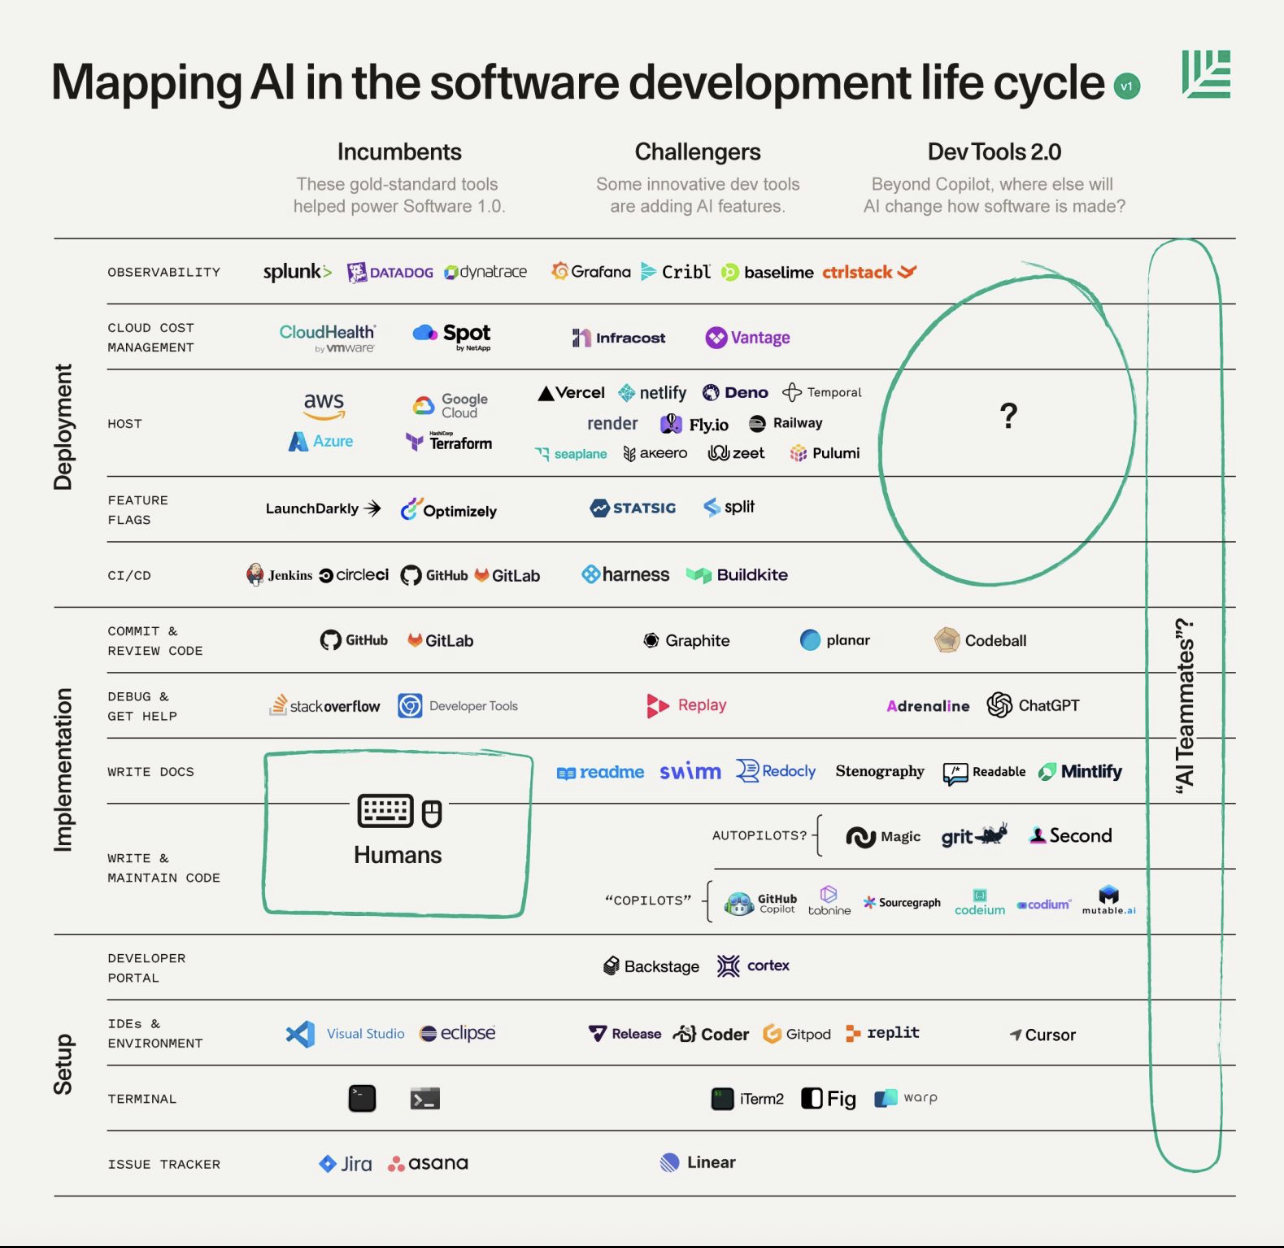 Mapping AI in the software development life cycle v1
Incumbents
These gold-standard tools
helped power Software 1.0.
Challengers
Some innovative dev tools
are adding AI features.
Dev Tools 2.0
Beyond Copilot, where else will
AI change how software is made?
Deployment
OBSERVABILITY
splunk> DATADOG dynatrace Grafana Cribl baselime ctrlstack
CLOUD COST
MANAGEMENT
CloudHealth
by vmware
Spot
by NetApp
Infracost Vantage
HOST
aws Google
Cloud
Azure HashiCorp
Terraform
Vercel netlify Deno Temporal
render Fly.io Railway
seaplane akeero zeet Pulumi
?
FEATURE
FLAGS
LaunchDarkly Optimizely STATSIG split
CI/CD
Jenkins circleci GitHub GitLab harness Buildkite
Implementation
COMMIT &
REVIEW CODE
GitHub GitLab Graphite planar Codeball
DEBUG &
GET HELP
stackoverflow Developer Tools Replay Adrenaline ChatGPT
WRITE DOCS
readme swimm Redocly Stenography /* Readable Mintlify
WRITE &
MAINTAIN CODE
Humans
AUTOPILOTS? Magic grit Second
“COPILOTS” GitHub
Copilot tabnine Sourcegraph codeium codium mutable.ai
“AI Teammates”?
Setup
DEVELOPER
PORTAL
Backstage cortex
IDEs &
ENVIRONMENT
Visual Studio eclipse Release Coder Gitpod replit Cursor
TERMINAL
>_ >_ $ iTerm2 Fig warp
ISSUE TRACKER
Jira asana Linear